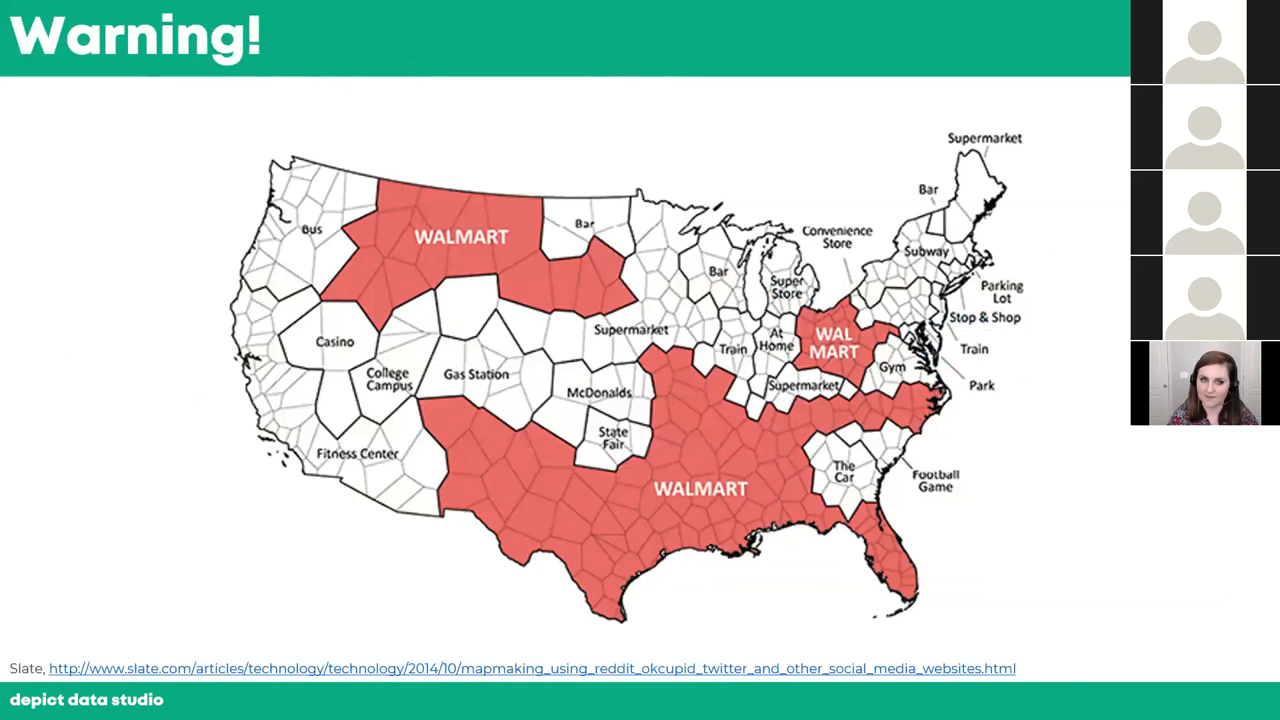 Warning!
Supermarket
Bar
Convenience
Store
Bus
WALMART
Bar
Subway
Bar
Super
Store
Parking
Lot
Stop & Shop
Supermarket
Casino
Train
At
Home
WAL
MART
Train
Gym
College
Campus
Gas Station
McDonalds
Supermarket
Park
State
Fair
Fitness Center
The
Car
Football
Game
WALMART
Slate, http://www.slate.com/articles/technology/technology/2014/10/mapmaking_using_reddit_okcupid_twitter_and_other_social_media_websites.html
depict data studio